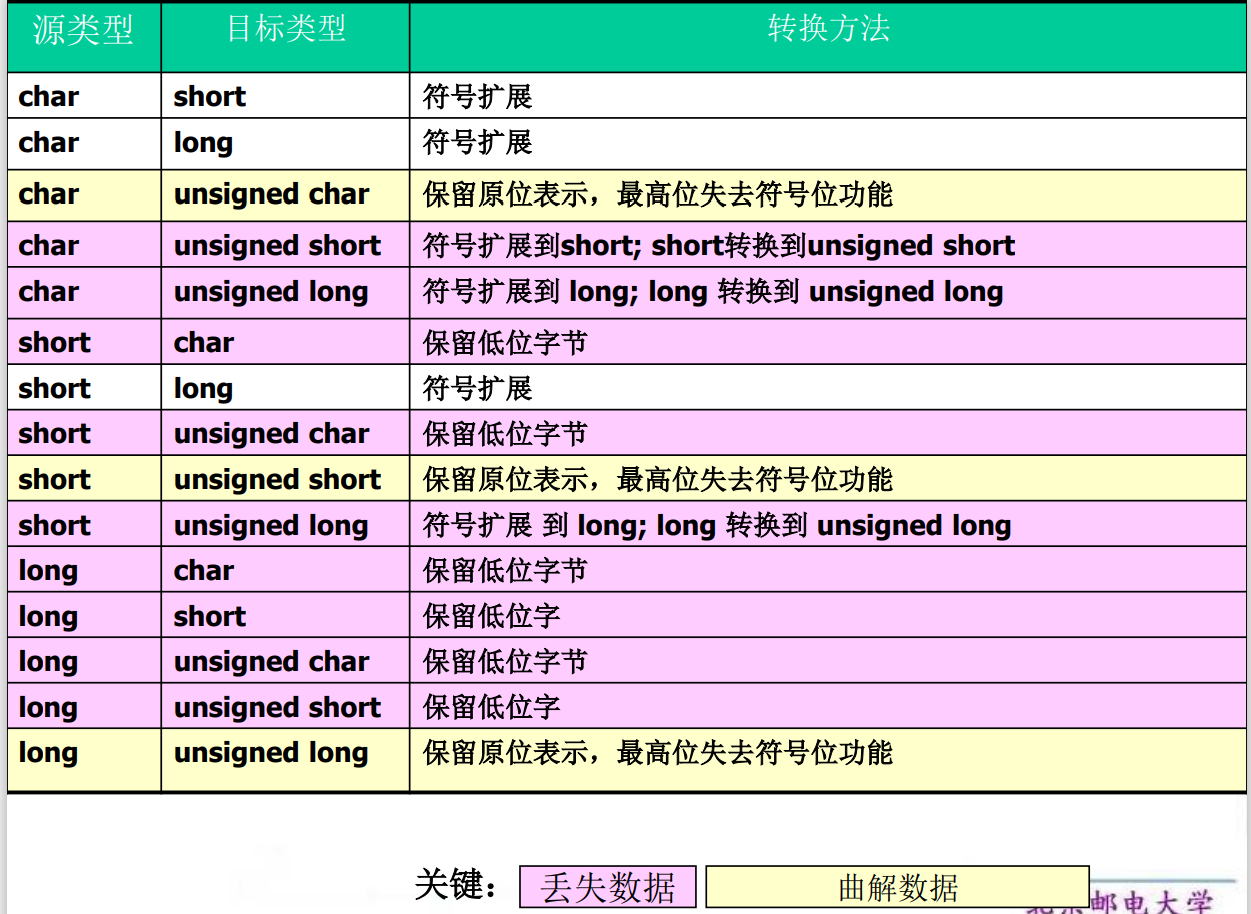 源类型 目标类型 转换方法
char short 符号扩展
char long 符号扩展
char unsigned char 保留原位表示，最高位失去符号位功能
char unsigned short 符号扩展到short; short转换到unsigned short
char unsigned long 符号扩展到 long; long 转换到 unsigned long
short char 保留低位字节
short long 符号扩展
short unsigned char 保留低位字节
short unsigned short 保留原位表示，最高位失去符号位功能
short unsigned long 符号扩展 到 long; long 转换到 unsigned long
long char 保留低位字节
long short 保留低位字
long unsigned char 保留低位字节
long unsigned short 保留低位字
long unsigned long 保留原位表示，最高位失去符号位功能
关键： 丢失数据 曲解数据
邮电大学